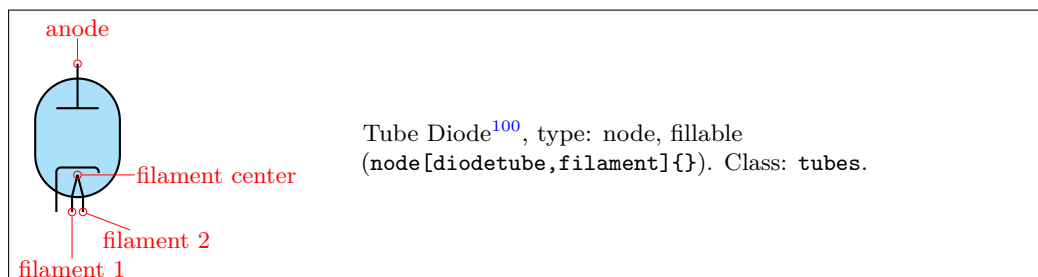 anode
filament center
filament 2
filament 1
Tube Diode100, type: node, fillable
(node[diodetube,filament]{}). Class: tubes.